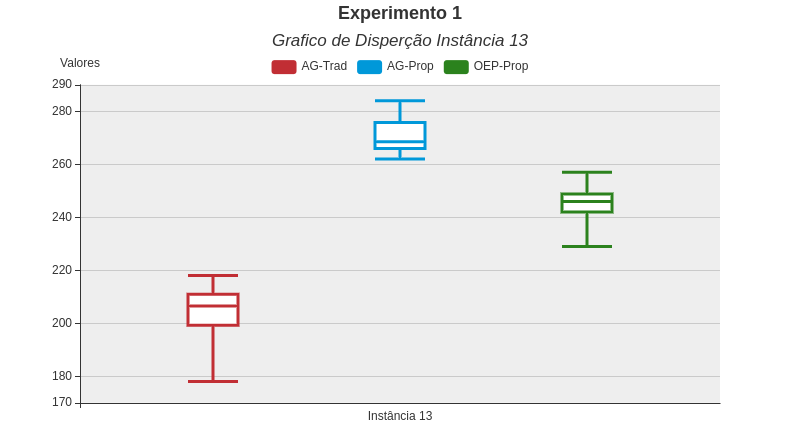 Experimento 1
Grafico de Disperção Instância 13
Valores
AG-Trad AG-Prop OEP-Prop
290
280
260
240
220
200
180
170
Instância 13